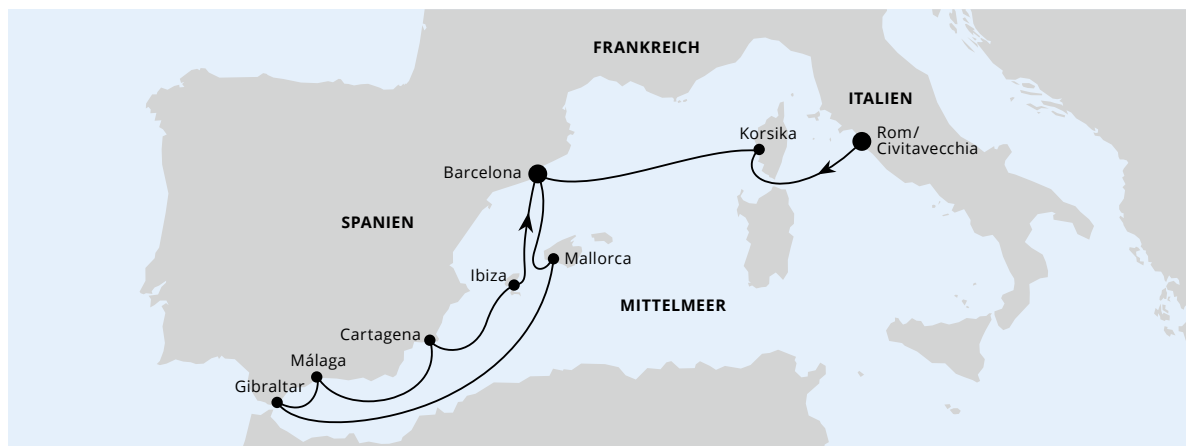 FRANKREICH
ITALIEN
Korsika
Rom/
Civitavecchia
Barcelona
SPANIEN
Mallorca
Ibiza
MITTELMEER
Cartagena
Málaga
Gibraltar